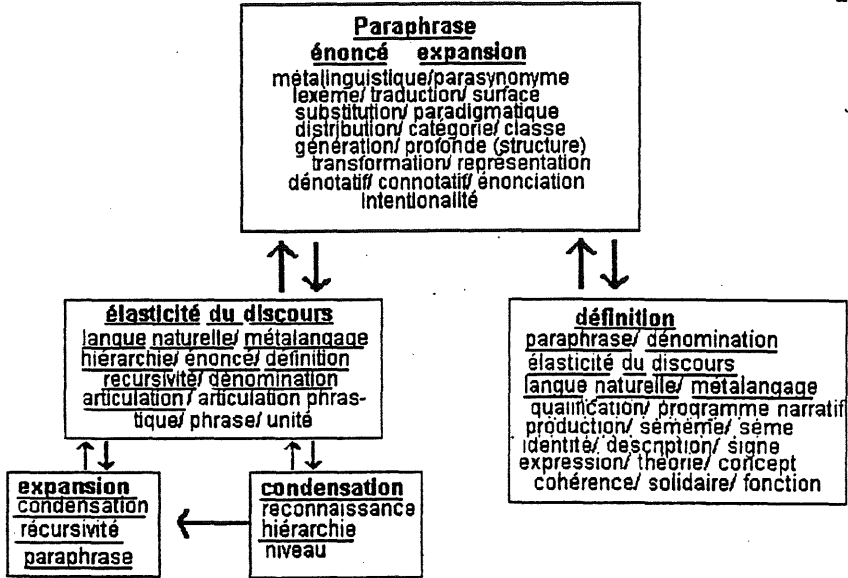 Paraphrase
énoncé expansion
métalinguistique/parasynonyme
lexème/ traduction/ surface
substitution/ paradigmatique
distribution/ catégorie/ classe
génération/ profonde (structure)
transformation/ représentation
dénotatif/ connotatif/ énonciation
intentionalité
élasticité du discours
langue naturelle/ métalangage
hiérarchie/ énoncé/ définition
recursivité/ dénomination
articulation/ articulation phras-
tique/ phrase/ unité
définition
paraphrase/ dénomination
élasticité du discours
langue naturelle/ métalangage
qualification/ programme narratif
production/ sémème/ sème
identité/ description/ signe
expression/ théorie/ concept
cohérence/ solidaire/ fonction
expansion
condensation
récursivité
paraphrase
condensation
reconnaissance
hiérarchie
niveau